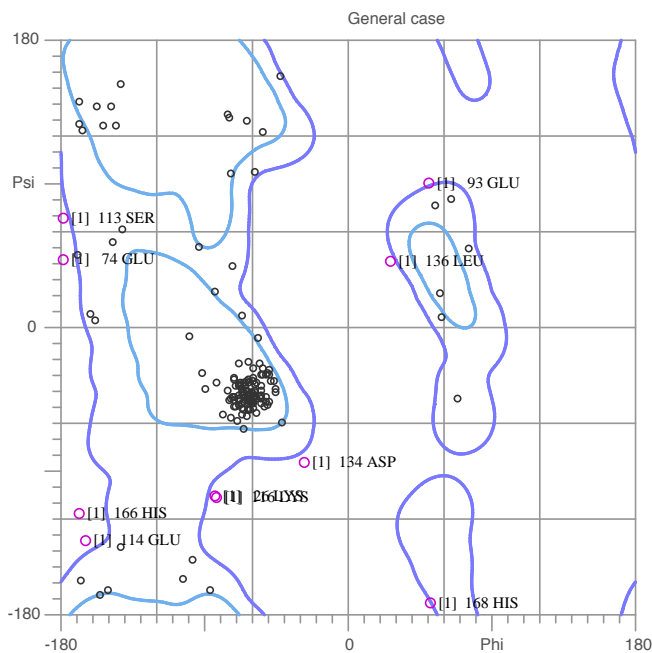 General case
180
[1] 93 GLU
Psi
[1] 113 SER
[1] 74 GLU
[1] 136 LEU
0
[1] 134 ASP
[1]
[1] 166 HIS
[1] 114 GLU
[1] 168 HIS
-180
-180 0 Phi 180